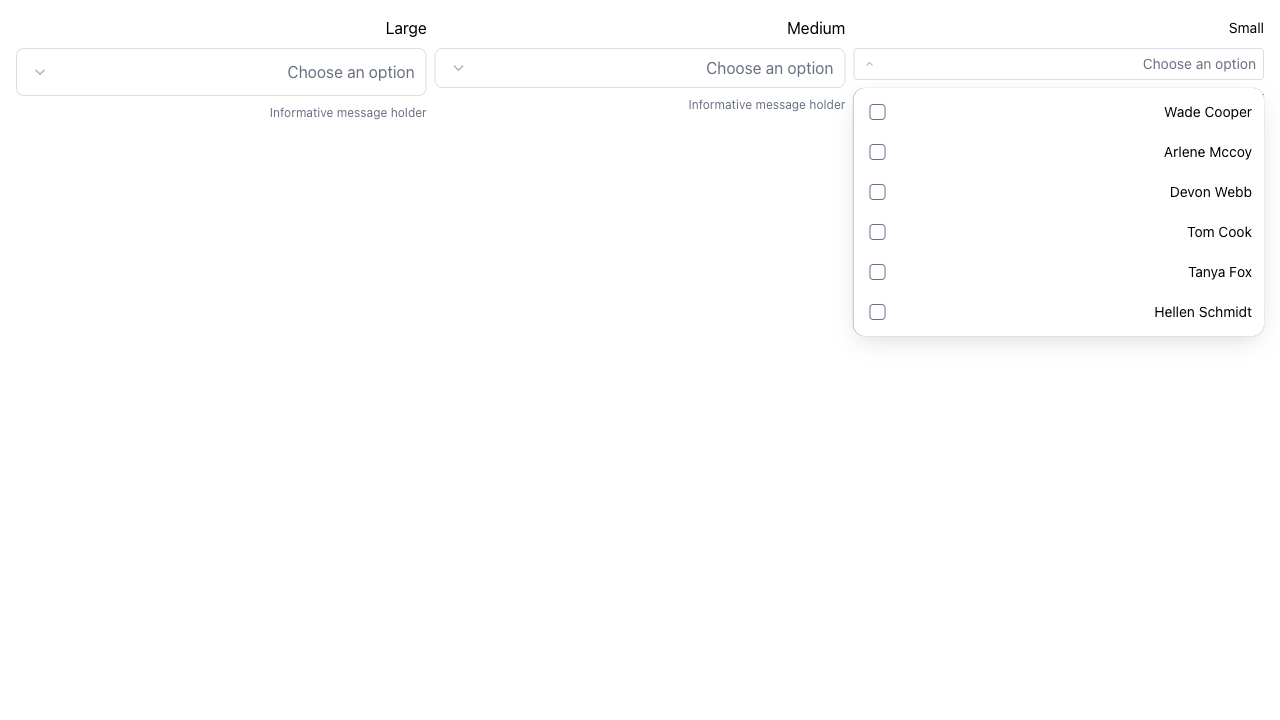 Large
Choose an option
Informative message holder
Medium
Choose an option
Informative message holder
Small
Choose an option
Wade Cooper
Arlene Mccoy
Devon Webb
Tom Cook
Tanya Fox
Hellen Schmidt